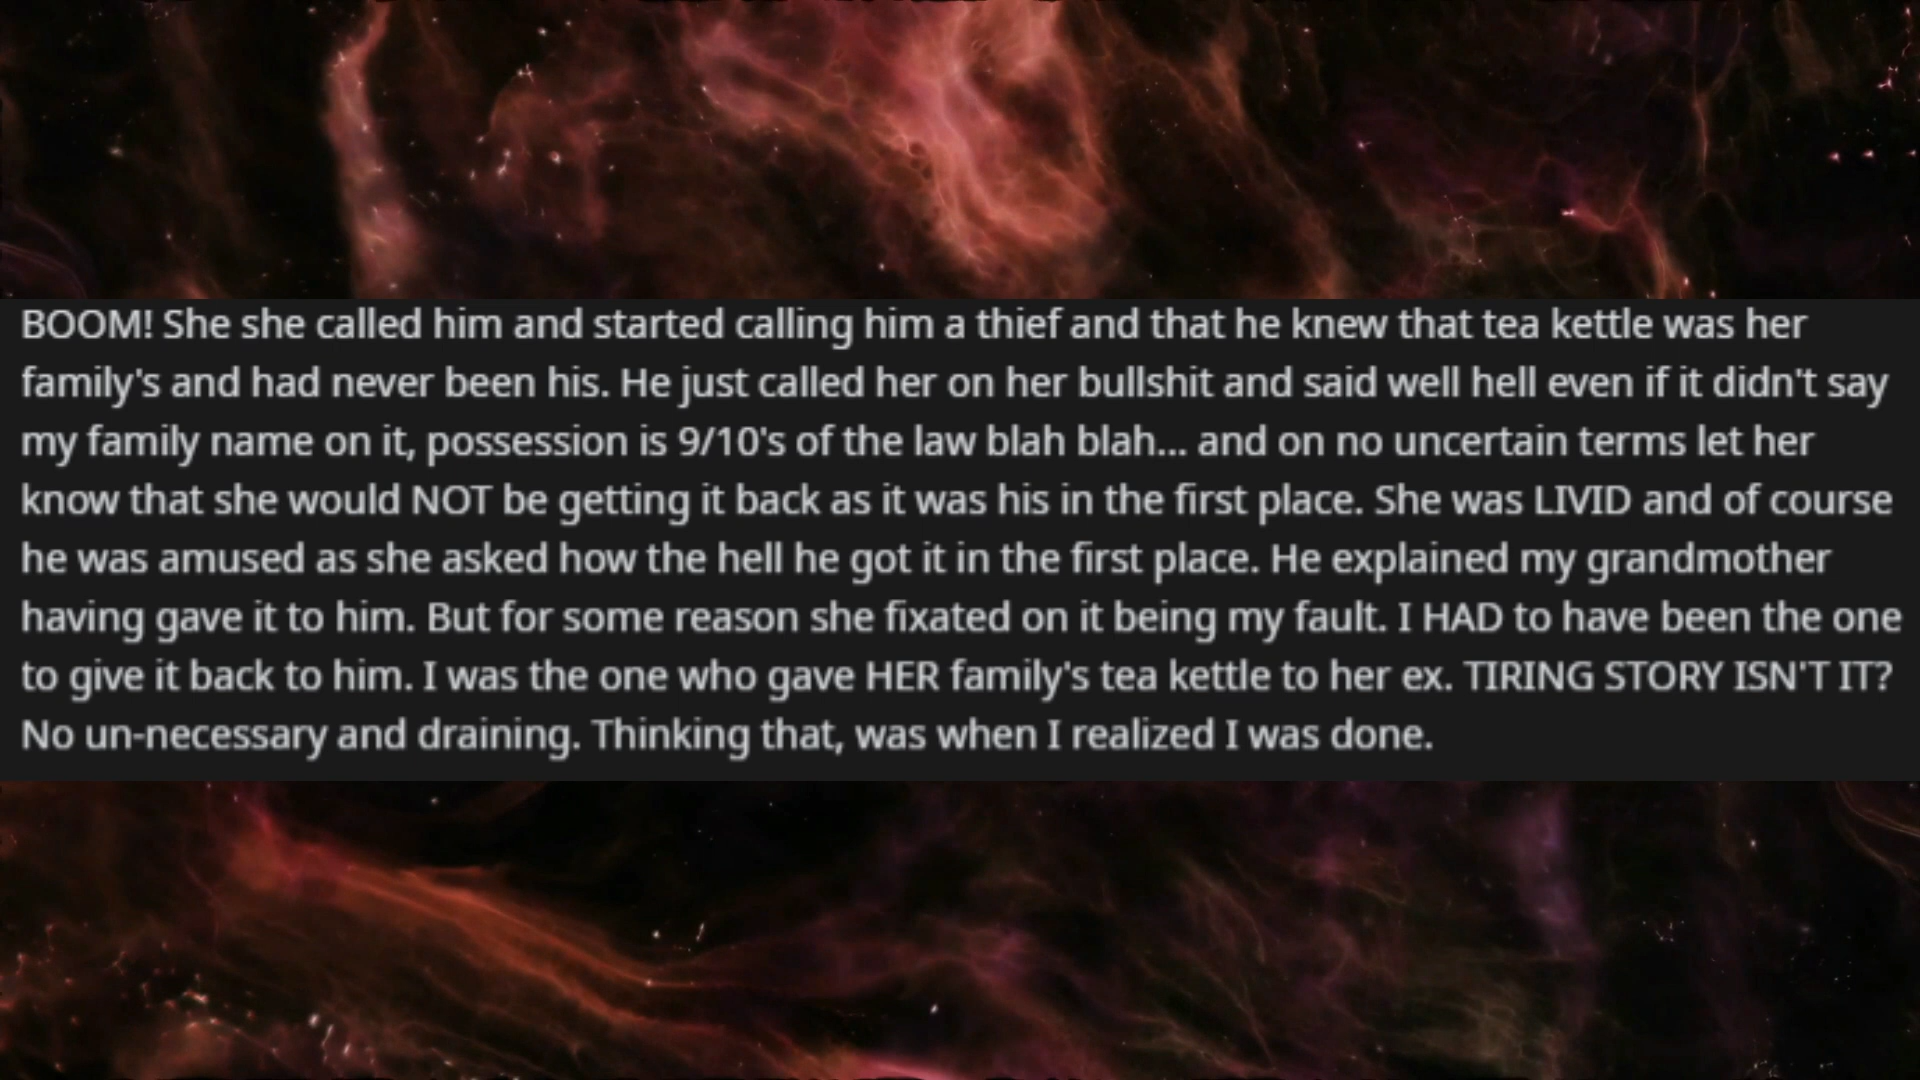 BOOM! She she called him and started calling him a thief and that he knew that tea kettle was her
family's and had never been his. He just called her on her bullshit and said well hell even if it didn't say
my family name on it, possession is 9/10's of the law blah blah... and on no uncertain terms let her
know that she would NOT be getting it back as it was his in the first place. She was LIVID and of course
he was amused as she asked how the hell he got it in the first place. He explained my grandmother
having gave it to him. But for some reason she fixated on it being my fault. I HAD to have been the one
to give it back to him. I was the one who gave HER family's tea kettle to her ex. TIRING STORY ISN'T IT?
No un-necessary and draining. Thinking that, was when I realized I was done.